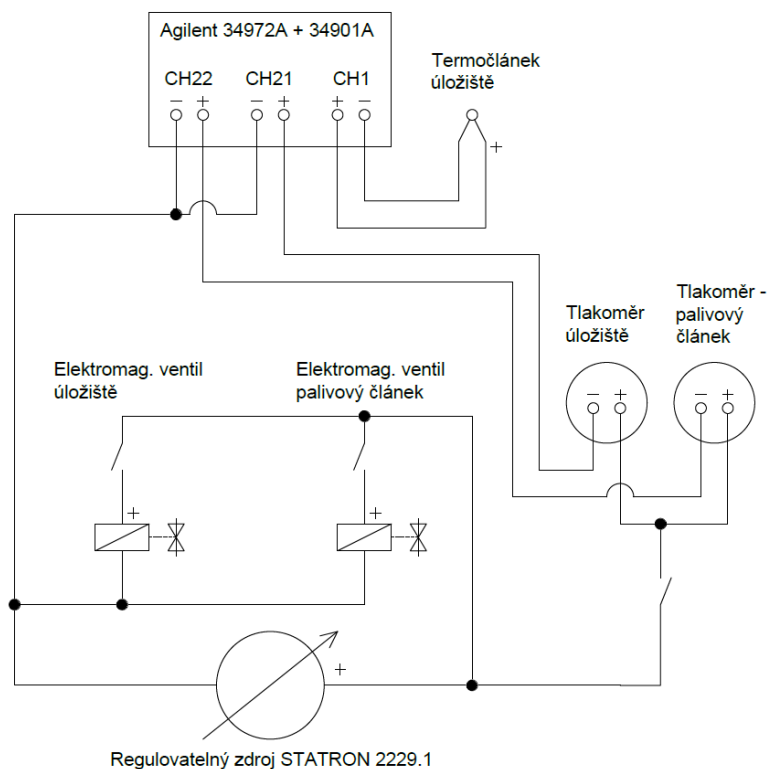 Agilent 34972A + 34901A
CH22 CH21 CH1
− + − + + −
Termočlánek
úložiště
+
Tlakoměr
úložiště
− +
Tlakoměr -
palivový
článek
− +
Elektromag. ventil
úložiště
+
Elektromag. ventil
palivový článek
+
+
Regulovatelný zdroj STATRON 2229.1